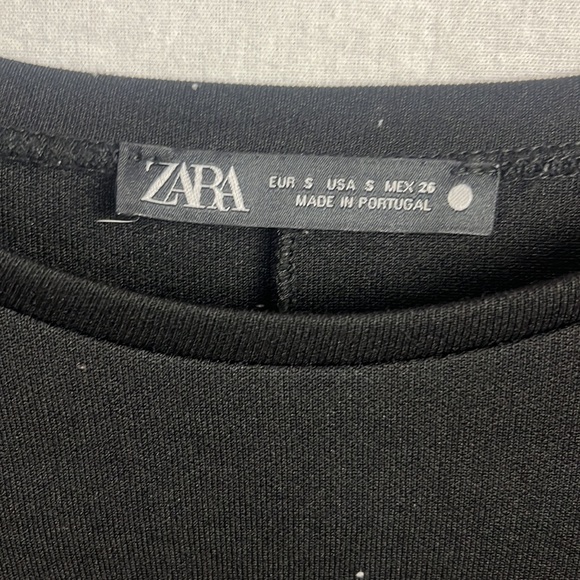 ZARA
EUR S USA S MEX 26
MADE IN PORTUGAL